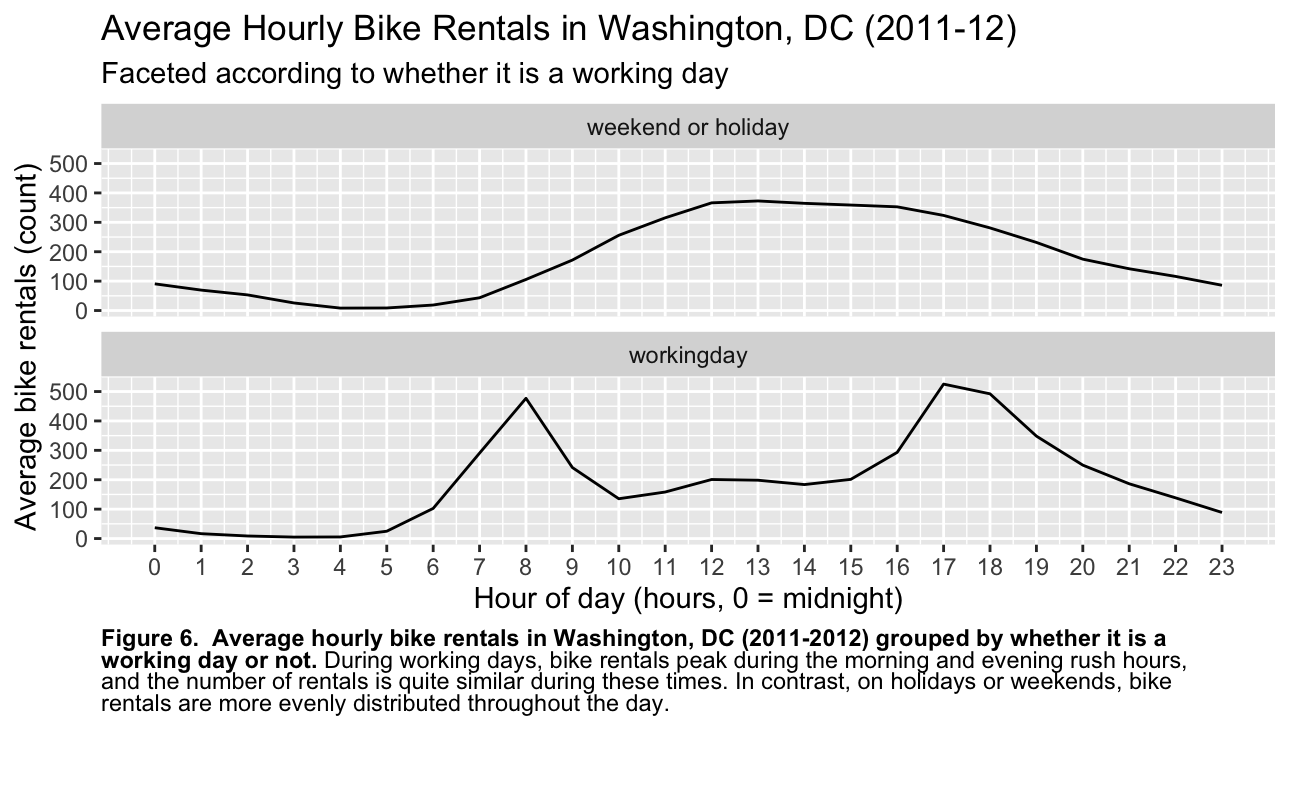 Average Hourly Bike Rentals in Washington, DC (2011-12)
Faceted according to whether it is a working day
weekend or holiday
500
400
300
200
100
0
workingday
500
400
300
200
100
0
Average bike rentals (count)
0 1 2 3 4 5 6 7 8 9 10 11 12 13 14 15 16 17 18 19 20 21 22 23
Hour of day (hours, 0 = midnight)
Figure 6. Average hourly bike rentals in Washington, DC (2011-2012) grouped by whether it is a
working day or not. During working days, bike rentals peak during the morning and evening rush hours,
and the number of rentals is quite similar during these times. In contrast, on holidays or weekends, bike
rentals are more evenly distributed throughout the day.